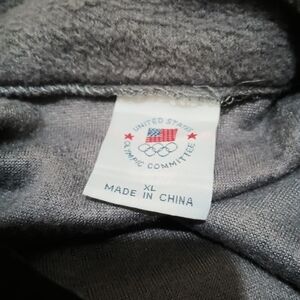 UNITED STATES
OLYMPIC COMMITTEE
XL
MADE IN CHINA